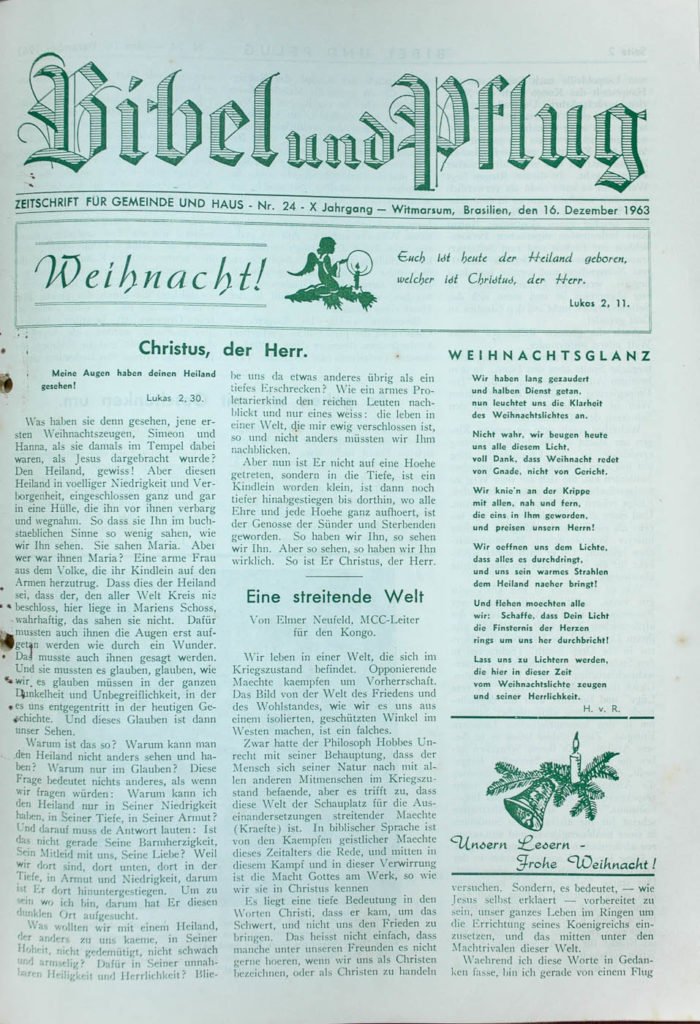 Bibel und Pflug
ZEITSCHRIFT FÜR GEMEINDE UND HAUS - Nr. 24 - X Jahrgang — Witmarsum, Brasilien, den 16. Dezember 1963
Weihnacht!
Euch ist heute der Heiland geboren,
welcher ist Christus, der Herr.
Lukas 2, 11.
Christus, der Herr.
Meine Augen haben deinen Heiland
gesehen!
Lukas 2, 30.
Was haben sie denn gesehen, jene er-
sten Weihnachtszeugen, Simeon und
Hanna, als sie damals im Tempel dabei
waren, als Jesus dargebracht wurde?
Den Heiland, gewiss! Aber diesen
Heiland in voelliger Niedrigkeit und Ver-
borgenheit, eingeschlossen ganz und gar
in eine Hülle, die ihn vor ihnen verbarg
und wegnahm. So dass sie Ihn im buch-
staeblichen Sinne so wenig sahen, wie
wir Ihn sehen. Sie sahen Maria. Aber
wer war ihnen Maria? Eine arme Frau
aus dem Volke, die ihr Kindlein auf den
Armen herzutrug. Dass dies der Heiland
sei, dass der, den aller Welt Kreis nie
beschloss, hier liege in Mariens Schoss,
wahrhaftig, das sahen sie nicht. Dafür
mussten auch ihnen die Augen erst auf-
getan werden wie durch ein Wunder.
Das musste auch ihnen gesagt werden.
Und sie mussten es glauben, glauben, wie
wir es glauben müssen in der ganzen
Dunkelheit und Unbegreiflichkeit, in der
es uns entgegentritt in der heutigen Ge-
schichte. Und dieses Glauben ist dann
unser Sehen.
Warum ist das so? Warum kann man
den Heiland nicht anders sehen und ha-
ben? Warum nur im Glauben? Diese
Frage bedeutet nichts anderes, als wenn
wir fragen würden: Warum kann ich
den Heiland nur in Seiner Niedrigkeit
haben, in Seiner Tiefe, in Seiner Armut?
Und darauf muss de Antwort lauten: Ist
das nicht gerade Seine Barmherzigkeit,
Sein Mitleid mit uns, Seine Liebe? Weil
wir dort sind, dort unten, dort in der
Tiefe, in Armut und Niedrigkeit, darum
ist Er dort hinuntergestiegen. Um zu
sein wo ich bin, darum hat Er diesen
dunklen Ort aufgesucht.
Was wollten wir mit einem Heiland,
der anders zu uns kaeme, in Seiner
Hoheit, nicht gedemütigt, nicht schwach
und armselig? Dafür in Seiner unnah-
baren Heiligkeit und Herrlichkeit? Blie-
be uns da etwas anderes übrig als ein
tiefes Erschrecken? Wie ein armes Pro-
letarierkind den reichen Leuten nach-
blickt und nur eines weiss: die leben in
einer Welt, die mir ewig verschlossen ist,
so und nicht anders müssten wir Ihm
nachblicken.
Aber nun ist Er nicht auf eine Hoehe
getreten, sondern in die Tiefe, ist ein
Kindlein worden klein, ist dann noch
tiefer hinabgestiegen bis dorthin, wo alle
Ehre und jede Hoehe ganz aufhoert, ist
der Genosse der Sünder und Sterbenden
geworden. So haben wir Ihn, so sehen
wir Ihn. Aber so sehen, so haben wir Ihn
wirklich. So ist Er Christus, der Herr.
Eine streitende Welt
Von Elmer Neufeld, MCC-Leiter
für den Kongo.
Wir leben in einer Welt, die sich im
Kriegszustand befindet. Opponierende
Maechte kaempfen um Vorherrschaft.
Das Bild von der Welt des Friedens und
des Wohlstandes, wie wir es uns aus
einem isolierten, geschützten Winkel im
Westen machen, ist ein falches.
Zwar hatte der Philosoph Hobbes Un-
recht mit seiner Behauptung, dass der
Mensch sich seiner Natur nach mit al-
len anderen Mitmenschen im Kriegszu-
stand befaende, aber es trifft zu, dass
diese Welt der Schauplatz für die Aus-
einandersetzungen streitender Maechte
(Kraefte) ist. In biblischer Sprache ist
von den Kaempfen geistlicher Maechte
dieses Zeitalters die Rede, und mitten in
diesem Kampf und in dieser Verwirrung
ist die Macht Gottes am Werk, so wie
wir sie in Christus kennen
Es liegt eine tiefe Bedeutung in den
Worten Christi, dass er kam, um das
Schwert, und nicht uns den Frieden zu
bringen. Das heisst nicht einfach, dass
manche unter unseren Freunden es nicht
gerne hoeren, wenn wir uns als Christen
bezeichnen, oder als Christen zu handeln
WEIHNACHTSGLANZ
Wir haben lang gezaudert
und halben Dienst getan,
nun leuchtet uns die Klarheit
des Weihnachtslichtes an.
Nicht wahr, wir beugen heute
uns alle diesem Licht,
voll Dank, dass Weihnacht redet
von Gnade, nicht von Gericht.
Wir knie'n an der Krippe
mit allen, nah und fern,
die eins in Ihm geworden,
und preisen unsern Herrn!
Wir oeffnen uns dem Lichte,
dass alles es durchdringt,
und uns sein warmes Strahlen
dem Heiland naeher bringt!
Und flehen moechten alle
wir: Schaffe, dass Dein Licht
die Finsternis der Herzen
rings um uns her durchbricht!
Lass uns zu Lichtern werden,
die hier in dieser Zeit
vom Weihnachtslichte zeugen
und seiner Herrlichkeit.
H. v. R.
Unsern Lesern -
Frohe Weihnacht!
versuchen. Sondern, es bedeutet, — wie
Jesus selbst erklaert — vorbereitet zu
sein, unser ganzes Leben im Ringen um
die Errichtung seines Koenigreichs ein-
zusetzen, und das mitten unter den
Machtrivalen dieser Welt.
Waehrend ich diese Worte in Gedan-
ken fasse, bin ich gerade von einem Flug